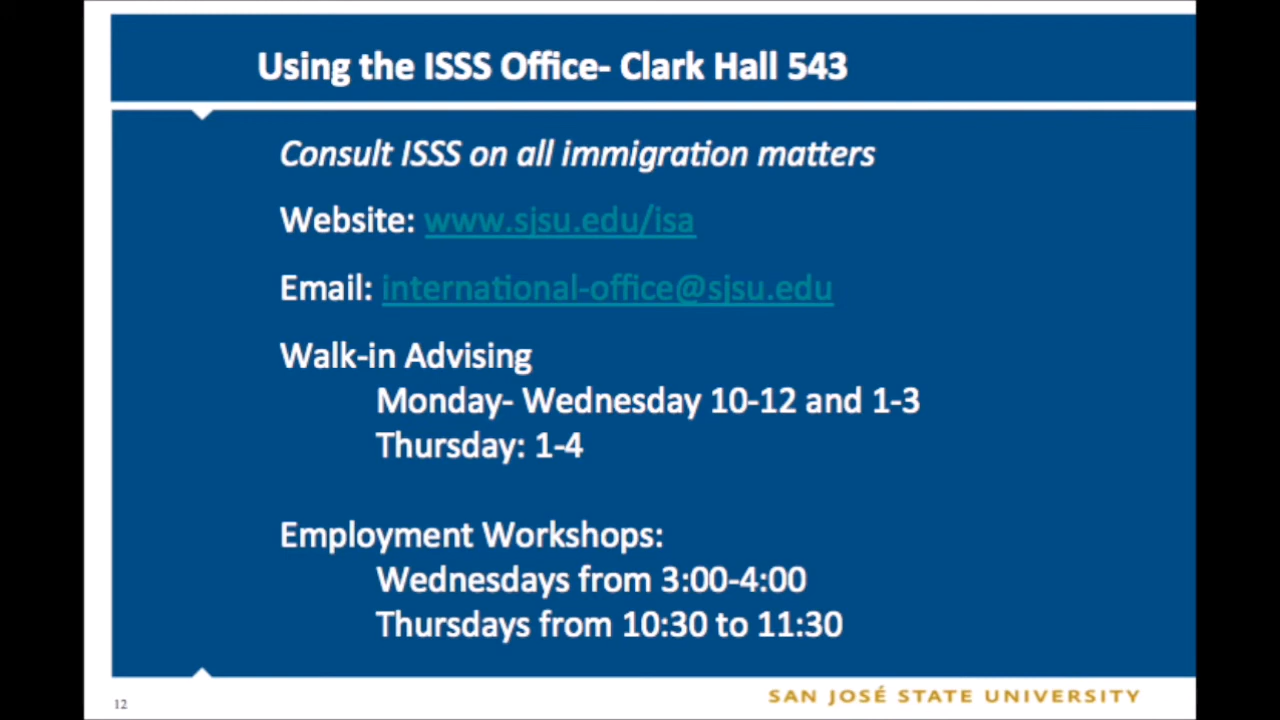 Using the ISSS Office- Clark Hall 543
Consult ISSS on all immigration matters
Website: www.sjsu.edu/isa
Email: international-office@sjsu.edu
Walk-in Advising
Monday- Wednesday 10-12 and 1-3
Thursday: 1-4
Employment Workshops:
Wednesdays from 3:00-4:00
Thursdays from 10:30 to 11:30
12
SAN JOSÉ STATE UNIVERSITY